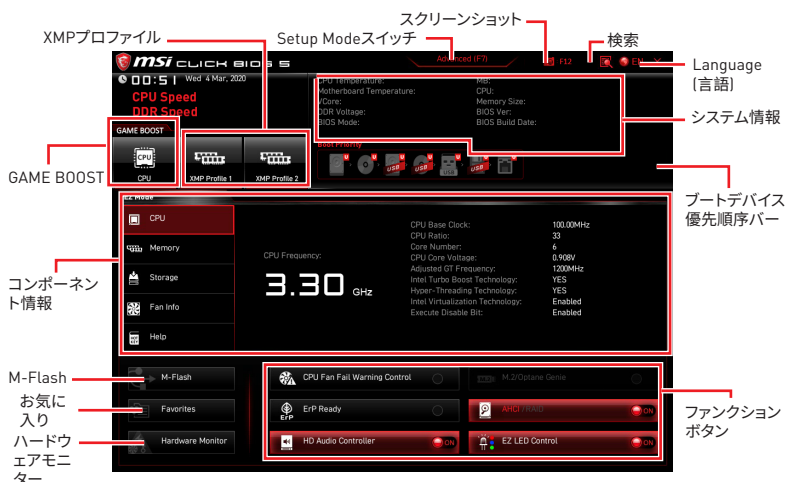 スクリーンショット
XMPプロファイル
Setup Modeスイッチ
検索
Language
(言語)
システム情報
ブートデバイス
優先順序バー
GAME BOOST
コンポーネン
ト情報
M-Flash
お気に
入り
ハードウ
ェアモニ
ター
ファンクション
ボタン
msi CLICK BIOS 5
Advanced (F7)
F12
EN
00:51 Wed 4 Mar, 2020
CPU Speed
DDR Speed
CPU Temperature:
Motherboard Temperature:
VCore:
DDR Voltage:
BIOS Mode:
MB:
CPU:
Memory Size:
BIOS Ver:
BIOS Build Date:
GAME BOOST
CPU
CPU
XMP Profile 1
XMP Profile 2
Boot Priority
U U U U U U U
USB USB USB USB
EZ Mode
CPU
Memory
Storage
Fan Info
Help
CPU Frequency:
3.30 GHz
CPU Base Clock: 100.00MHz
CPU Ratio: 33
Core Number: 6
CPU Core Voltage: 0.908V
Adjusted GT Frequency: 1200MHz
Intel Turbo Boost Technology: YES
Hyper-Threading Technology: YES
Intel Virtualization Technology: Enabled
Execute Disable Bit: Enabled
M-Flash
Favorites
Hardware Monitor
CPU Fan Fail Warning Control
M.2/Optane Genie
ErP
ErP Ready
AHCI /RAID ON
HD Audio Controller ON
EZ LED Control ON